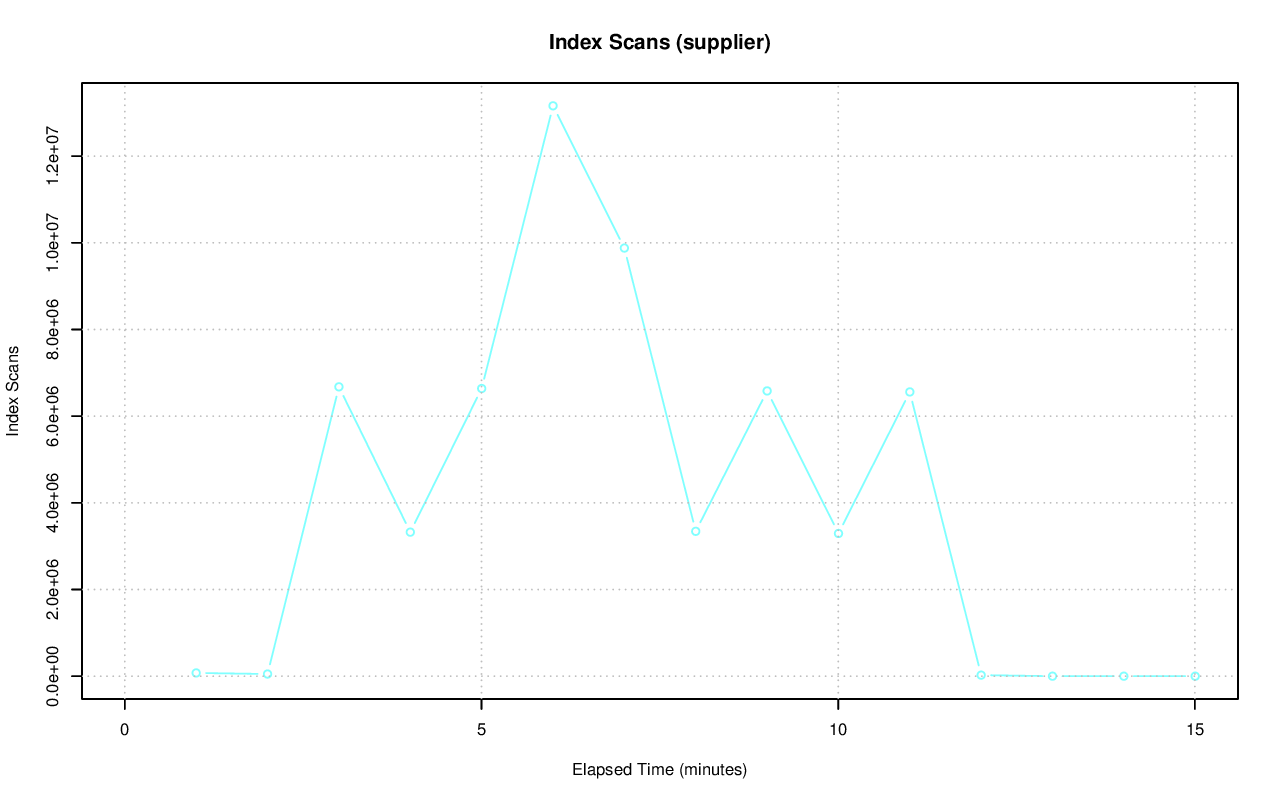 Index Scans (supplier)
Index Scans
1.2e+07
1.0e+07
8.0e+06
6.0e+06
4.0e+06
2.0e+06
0.0e+00
0 5 10 15
Elapsed Time (minutes)